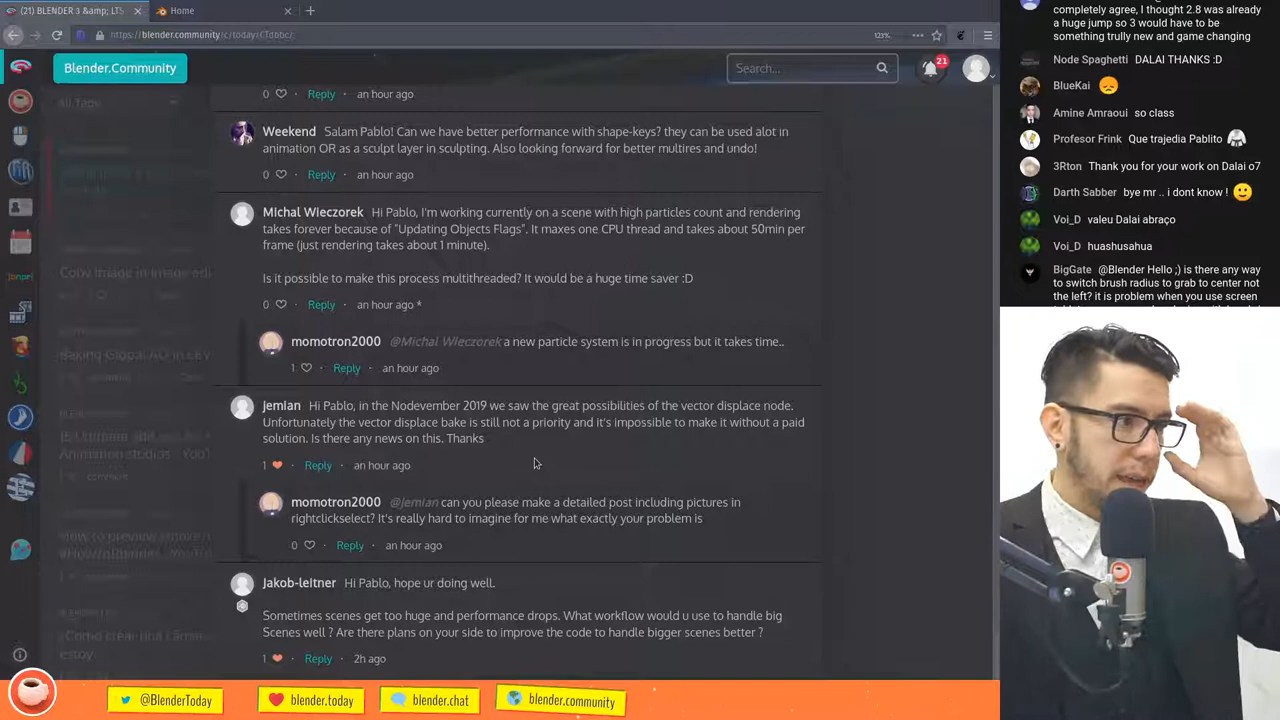 (21) BLENDER 3 &amp; LTS
Home
https://blender.community/c/today/CTdbbc/
123%
Blender.Community
Search...
21
All Tags
0 · Reply · an hour ago
Weekend Salam Pablo! Can we have better performance with shape-keys? they can be used alot in
animation OR as a sculpt layer in sculpting. Also looking forward for better multires and undo!
0 · Reply · an hour ago
Michal Wieczorek Hi Pablo, I'm working currently on a scene with high particles count and rendering
takes forever because of "Updating Objects Flags". It maxes one CPU thread and takes about 50min per
frame (just rendering takes about 1 minute).
Is it possible to make this process multithreaded? It would be a huge time saver :D
0 · Reply · an hour ago *
momotron2000 @Michal Wieczorek a new particle system is in progress but it takes time..
1 · Reply · an hour ago
Jemian Hi Pablo, in the Nodevember 2019 we saw the great possibilities of the vector displace node.
Unfortunately the vector displace bake is still not a priority and it's impossible to make it without a paid
solution. Is there any news on this. Thanks
1 · Reply · an hour ago
momotron2000 @Jemian can you please make a detailed post including pictures in
rightclickselect? It's really hard to imagine for me what exactly your problem is
0 · Reply · an hour ago
Jakob-leitner Hi Pablo, hope ur doing well.
Sometimes scenes get too huge and performance drops. What workflow would u use to handle big
Scenes well ? Are there plans on your side to improve the code to handle bigger scenes better ?
1 · Reply · 2h ago
completely agree, I thought 2.8 was already
a huge jump so 3 would have to be
something trully new and game changing
Node Spaghetti DALAI THANKS :D
BlueKai
Amine Amraoui so class
Profesor Frink Que trajedia Pablito
3Rton Thank you for your work on Dalai o7
Darth Sabber bye mr .. i dont know !
Voi_D valeu Dalai abraço
Voi_D huashusahua
BigGate @Blender Hello ;) is there any way
to switch brush radius to grab to center not
the left? it is problem when you use screen
@BlenderToday
blender.today
blender.chat
blender.community